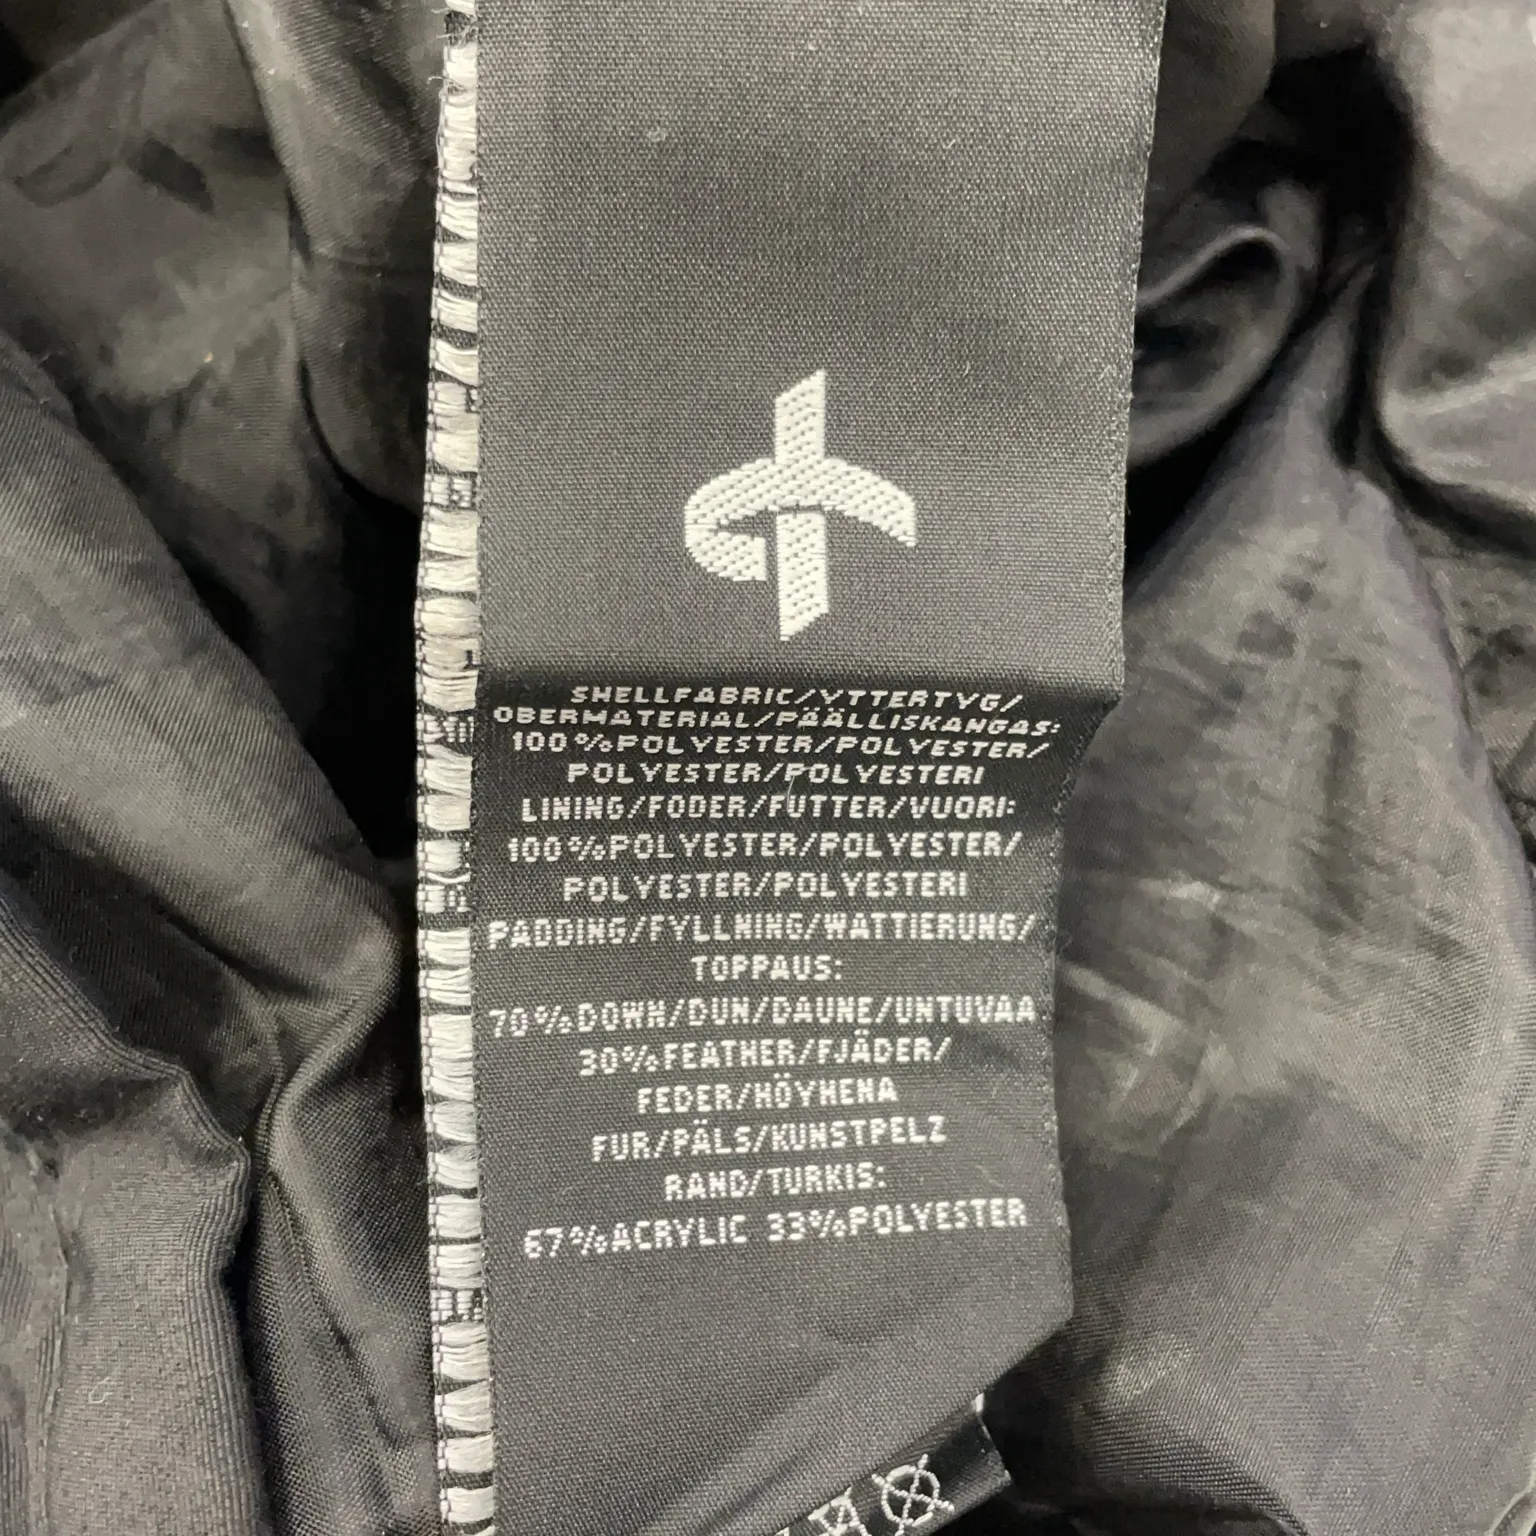 SHELLFABRIC/YTTERTYG/
OBERMATERIAL/PÄÄLLISKANGAS:
100%POLYESTER/POLYESTER/
POLYESTER/POLYESTERI
LINING/FODER/FUTTER/VUORI:
100%POLYESTER/POLYESTER/
POLYESTER/POLYESTERI
PADDING/FYLLNING/WATTIERUNG/
TOPPAUS:
70%DOWN/DUN/DAUNE/UNTUVAA
30%FEATHER/FJÄDER/
FEDER/HÖYHENA
FUR/PÄLS/KUNSTPELZ
RAND/TURKIS:
67%ACRYLIC 33%POLYESTER